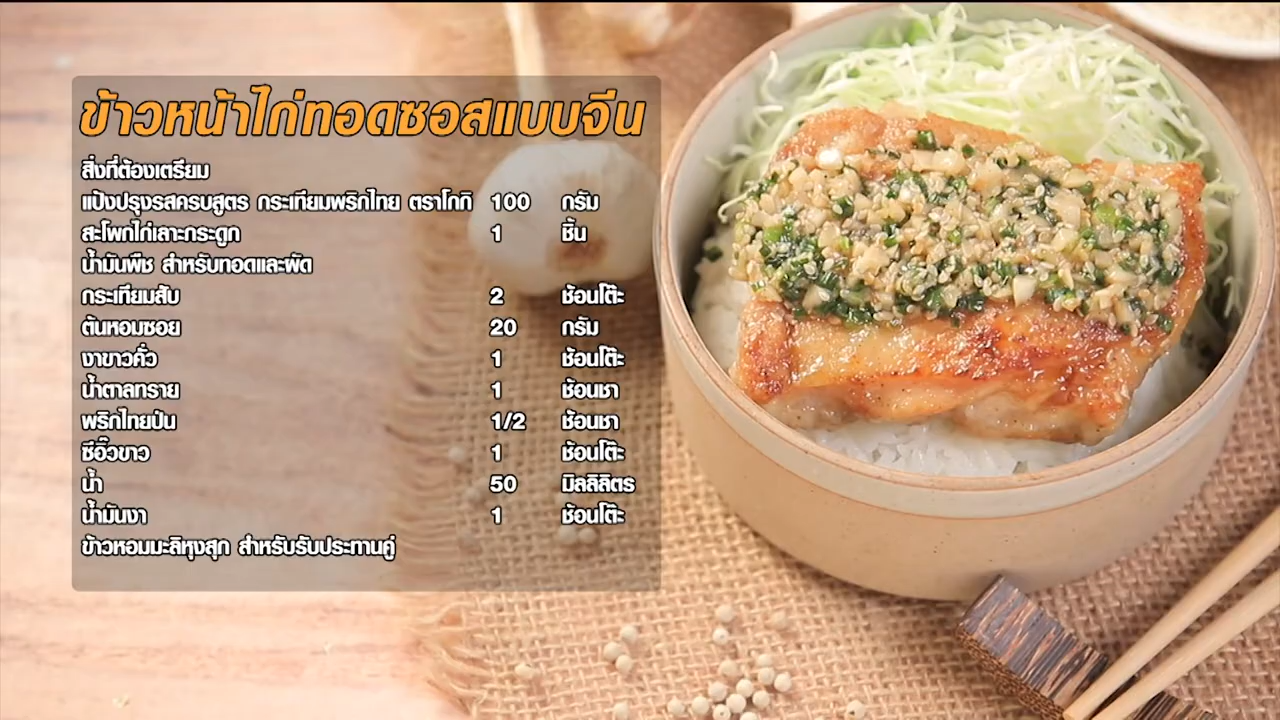 ข้าวหน้าไก่ทอดซอสแบบจีน
สิ่งที่ต้องเตรียม
แป้งปรุงรสครบสูตร กระเทียมพริกไทย ตราโกกิ 100 กรัม
สะโพกไก่เลาะกระดูก 1 ชิ้น
น้ำมันพืช สำหรับทอดและผัด
กระเทียมสับ 2 ช้อนโต๊ะ
ต้นหอมซอย 20 กรัม
งาขาวคั่ว 1 ช้อนโต๊ะ
น้ำตาลทราย 1 ช้อนชา
พริกไทยป่น 1/2 ช้อนชา
ซีอิ๊วขาว 1 ช้อนโต๊ะ
น้ำ 50 มิลลิลิตร
น้ำมันงา 1 ช้อนโต๊ะ
ข้าวหอมมะลิหุงสุก สำหรับรับประทานคู่